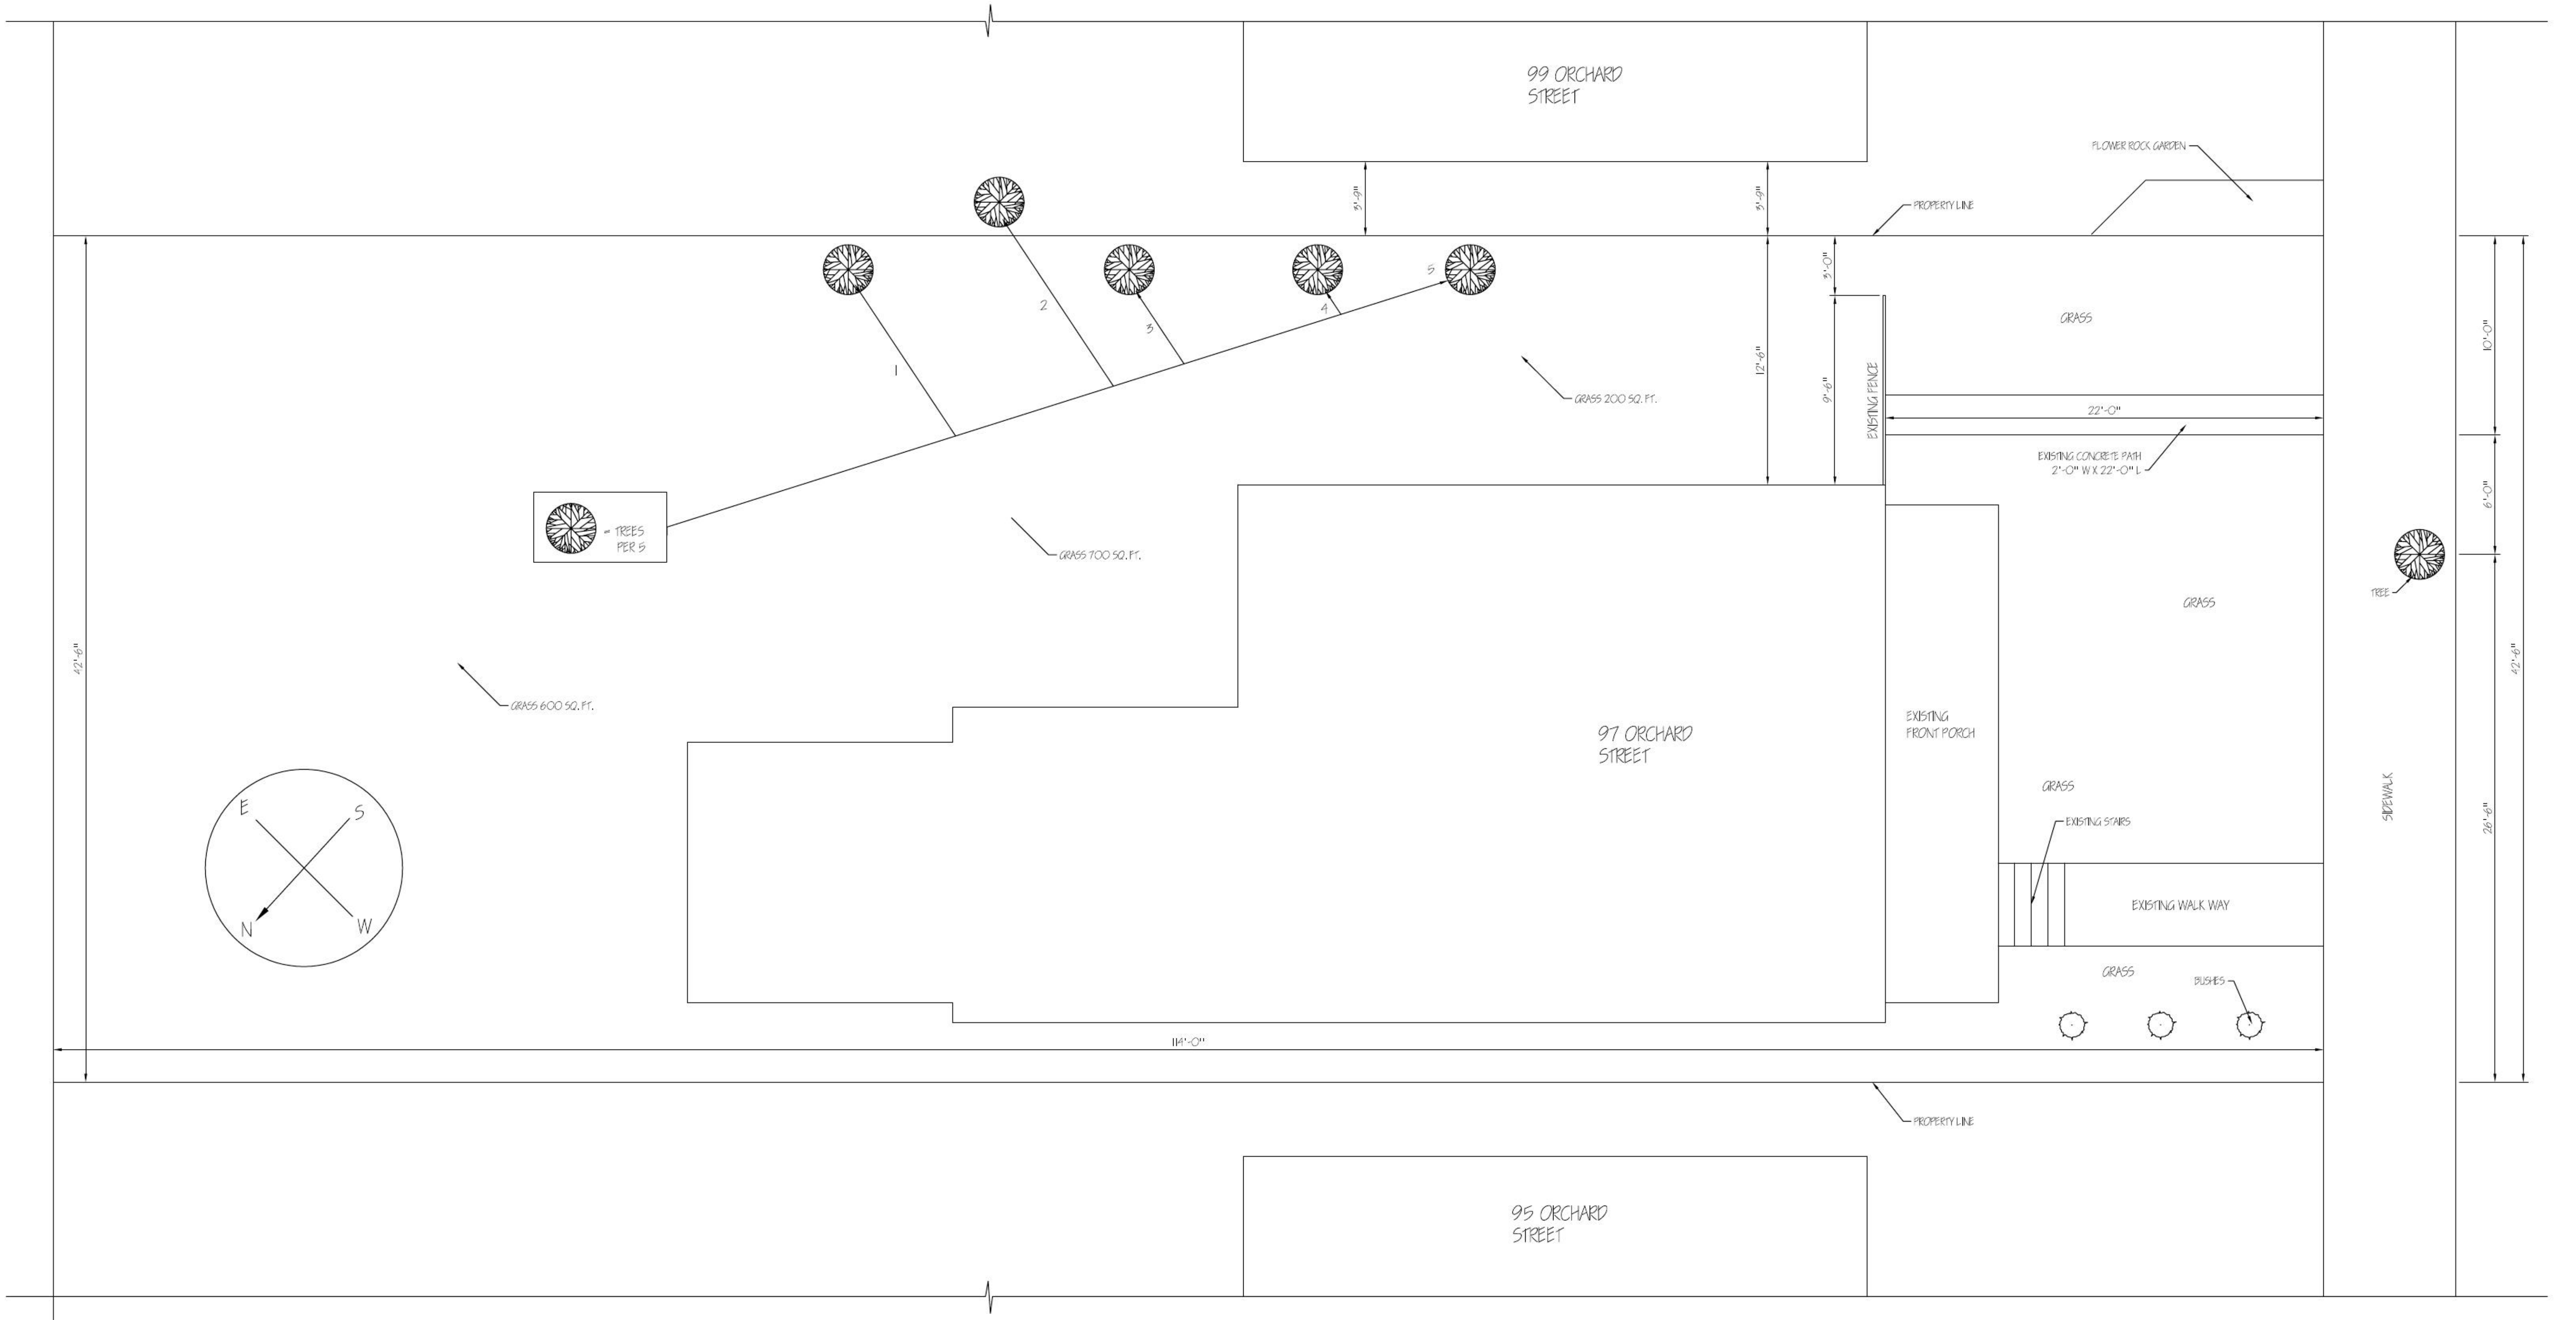 99 ORCHARD
STREET
FLOWER ROCK GARDEN
3'-9"
3'-9"
PROPERTY LINE
3'-0"
5
2
4
GRASS
10'-0"
3
12'-6"
1
9'-6"
EXISTING FENCE
GRASS 200 SQ. FT.
22'-0"
EXISTING CONCRETE PATH
2'-0" W X 22'-0" L
6'-0"
= TREES
PER 5
GRASS 700 SQ. FT.
TREE
GRASS
42'-6"
42'-6"
GRASS 600 SQ. FT.
97 ORCHARD
STREET
EXISTING
FRONT PORCH
GRASS
SIDEWALK
E
S
EXISTING STAIRS
26'-6"
N
W
EXISTING WALK WAY
GRASS
BUSHES
114'-0"
PROPERTY LINE
95 ORCHARD
STREET